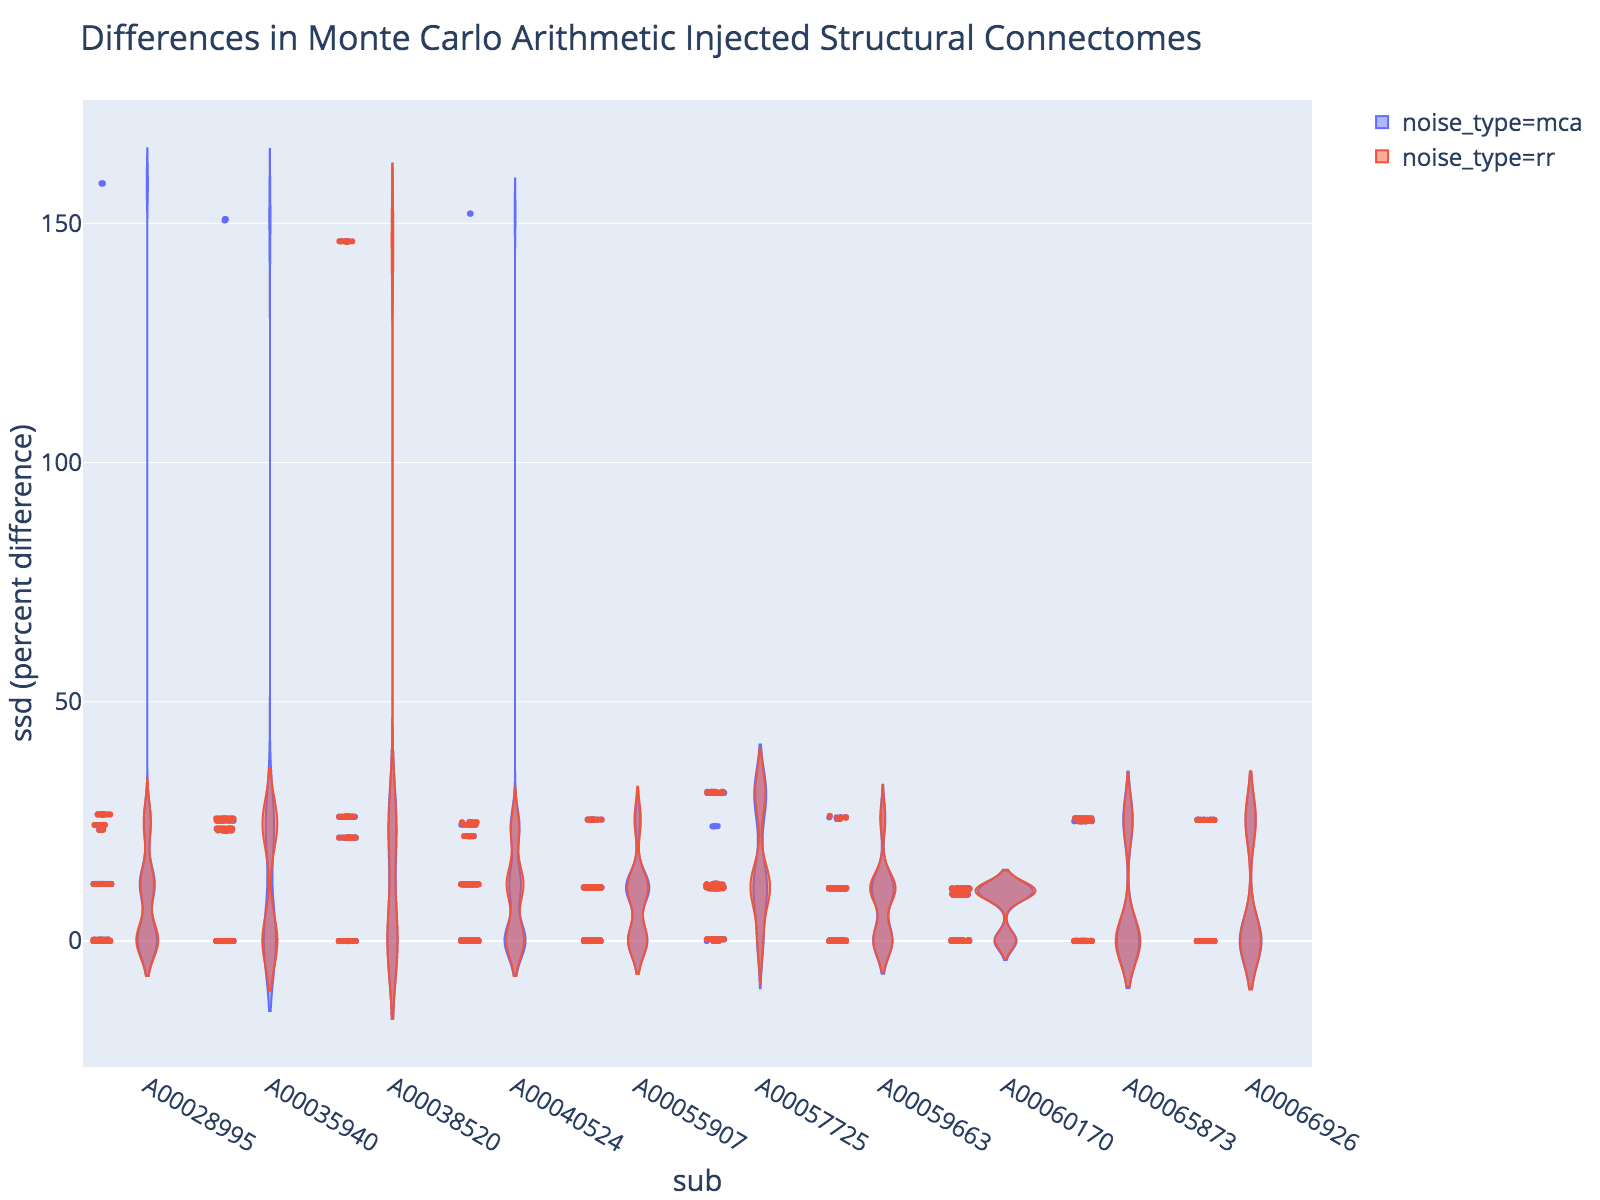 Differences in Monte Carlo Arithmetic Injected Structural Connectomes
noise_type=mca
noise_type=rr
ssd (percent difference)
150
100
50
0
A00028995
A00035940
A00038520
A00040524
A00055907
A00057725
A00059663
A00060170
A00065873
A00066926
sub